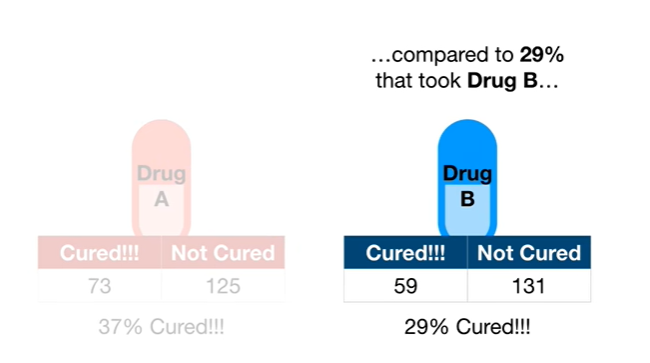 ...compared to 29%
that took Drug B...
Drug
A
Cured!!! Not Cured
73 125
37% Cured!!!
Drug
B
Cured!!! Not Cured
59 131
29% Cured!!!